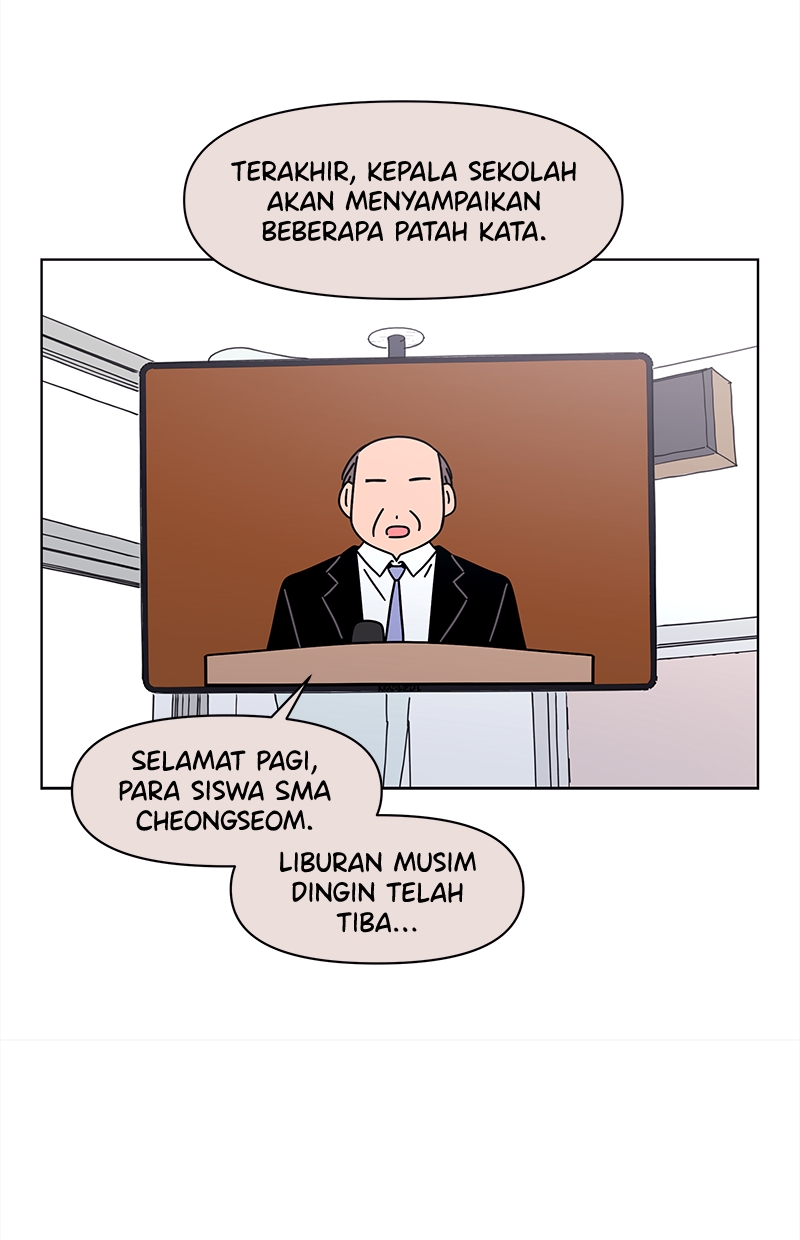 TERAKHIR, KEPALA SEKOLAH
AKAN MENYAMPAIKAN
BEBERAPA PATAH KATA.
SELAMAT PAGI,
PARA SISWA SMA
CHEONGSEOM.
LIBURAN MUSIM
DINGIN TELAH
TIBA...